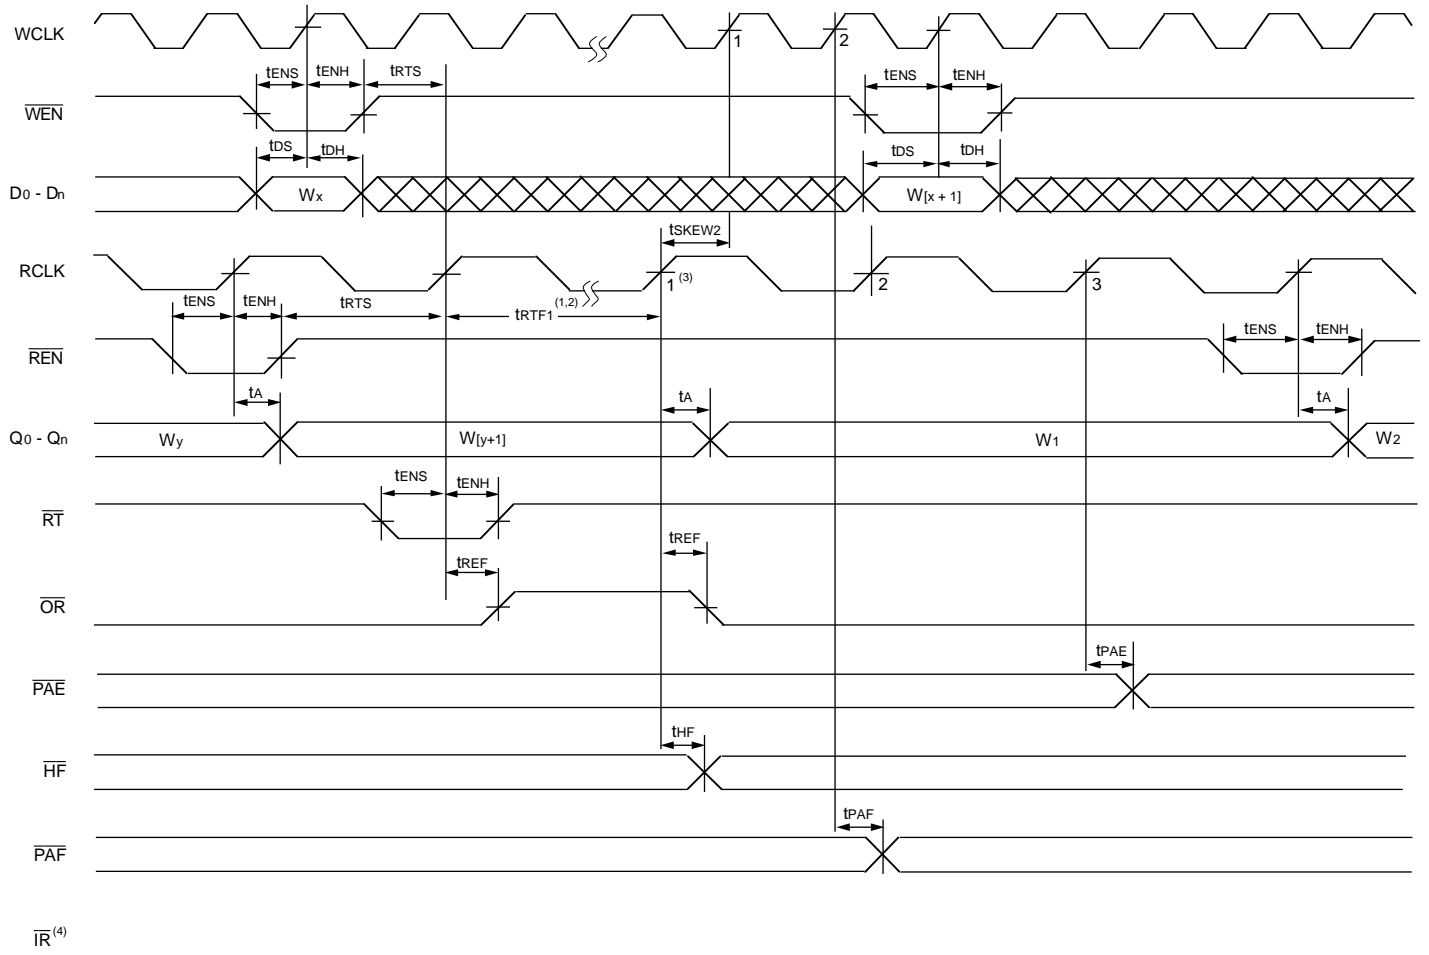 WCLK
1
2
tENS tENH tRTS
tENS tENH
WEN
tDS tDH
tDS tDH
D0 - Dn
Wx
W[x + 1]
tSKEW2
RCLK
1 (3)
2
3
tENS tENH tRTS
tRTF1 (1,2)
tENS tENH
REN
tA
tA
tA
Q0 - Qn
Wy
W[y+1]
W1
W2
tENS tENH
RT
tREF
tREF
OR
tPAE
PAE
tHF
HF
tPAF
PAF
IR (4)